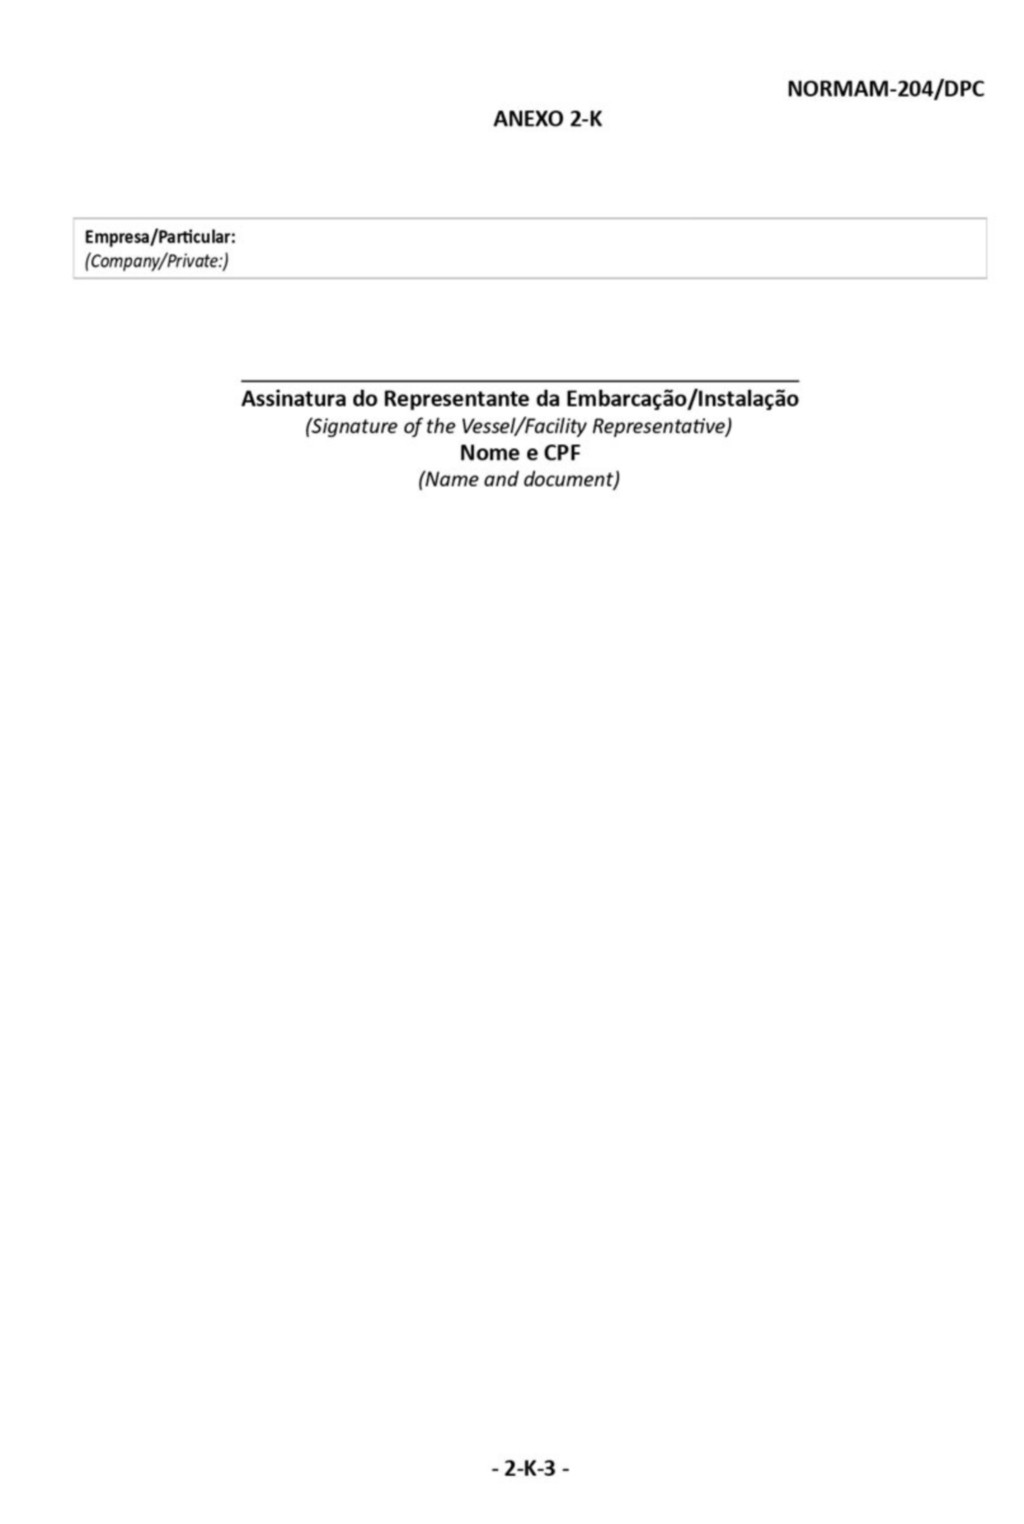 NORMAM-204/DPC
ANEXO 2-K
Empresa/Particular:
(Company/Private:)
Assinatura do Representante da Embarcação/Instalação
(Signature of the Vessel/Facility Representative)
Nome e CPF
(Name and document)
- 2-K-3 -